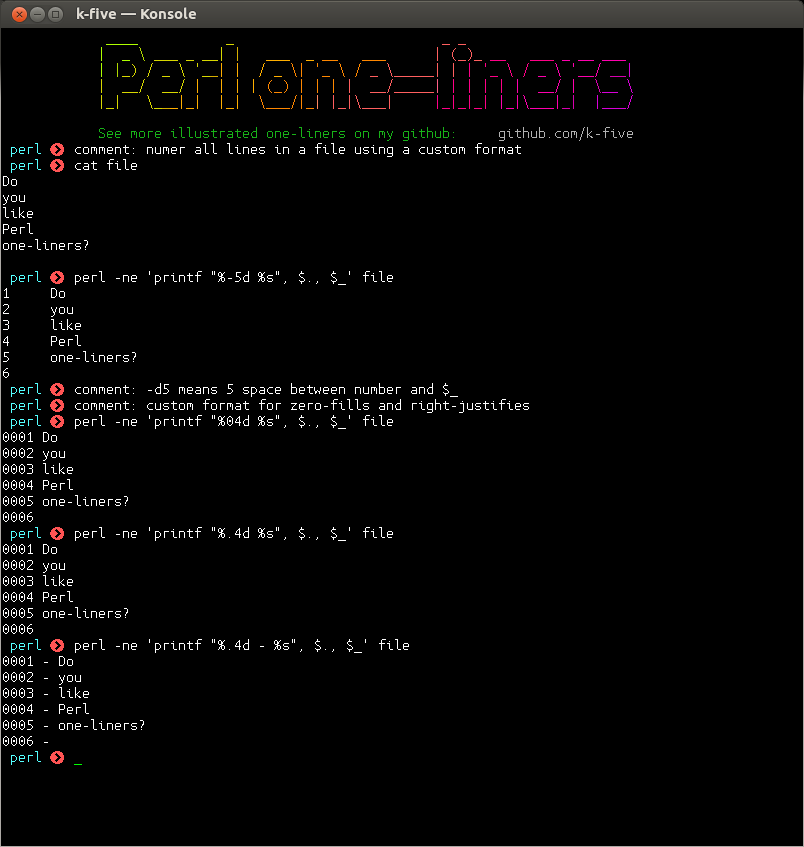 k-five — Konsole
Perl one-liners
See more illustrated one-liners on my github: github.com/k-five
perl comment: numer all lines in a file using a custom format
perl cat file
Do
you
like
Perl
one-liners?
perl perl -ne 'printf "%-5d %s", $., $_' file
1 Do
2 you
3 like
4 Perl
5 one-liners?
6
perl comment: -d5 means 5 space between number and $_
perl comment: custom format for zero-fills and right-justifies
perl perl -ne 'printf "%04d %s", $., $_' file
0001 Do
0002 you
0003 like
0004 Perl
0005 one-liners?
0006
perl perl -ne 'printf "%.4d %s", $., $_' file
0001 Do
0002 you
0003 like
0004 Perl
0005 one-liners?
0006
perl perl -ne 'printf "%.4d - %s", $., $_' file
0001 - Do
0002 - you
0003 - like
0004 - Perl
0005 - one-liners?
0006 -
perl _